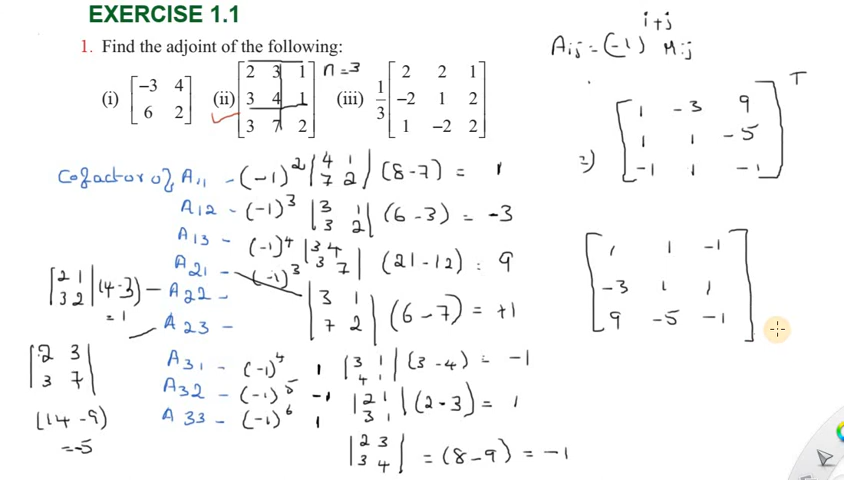 EXERCISE 1.1
1. Find the adjoint of the following:
(i) [-3 4
6 2]
(ii) [2 3 1
3 4 1
3 7 2] n=3
(iii) 1/3 [2 2 1
-2 1 2
1 -2 2]
Aij = (-1)^i+j Mij
Cofactor of A11 - (-1)^2 |4 1
7 2| (8-7) = 1
A12 - (-1)^3 |3 1
3 2| (6-3) = -3
A13 - (-1)^4 |3 4
3 7| (21-12) = 9
A21 - (-1)^3 |3 1
7 2| (6-7) = +1
|2 1
3 2| (4-3) - A22 -
= 1
A23 -
|2 3
3 7|
(14-9)
= -5
A31 - (-1)^4 1 |3 1
4 1| (3-4) = -1
A32 - (-1)^5 -1 |2 1
3 1| (2-3) = 1
A33 - (-1)^6 1
|2 3
3 4| = (8-9) = -1
=) [1 -3 9
1 1 -5
-1 1 -1]^T
[1 1 -1
-3 1 1
9 -5 -1]